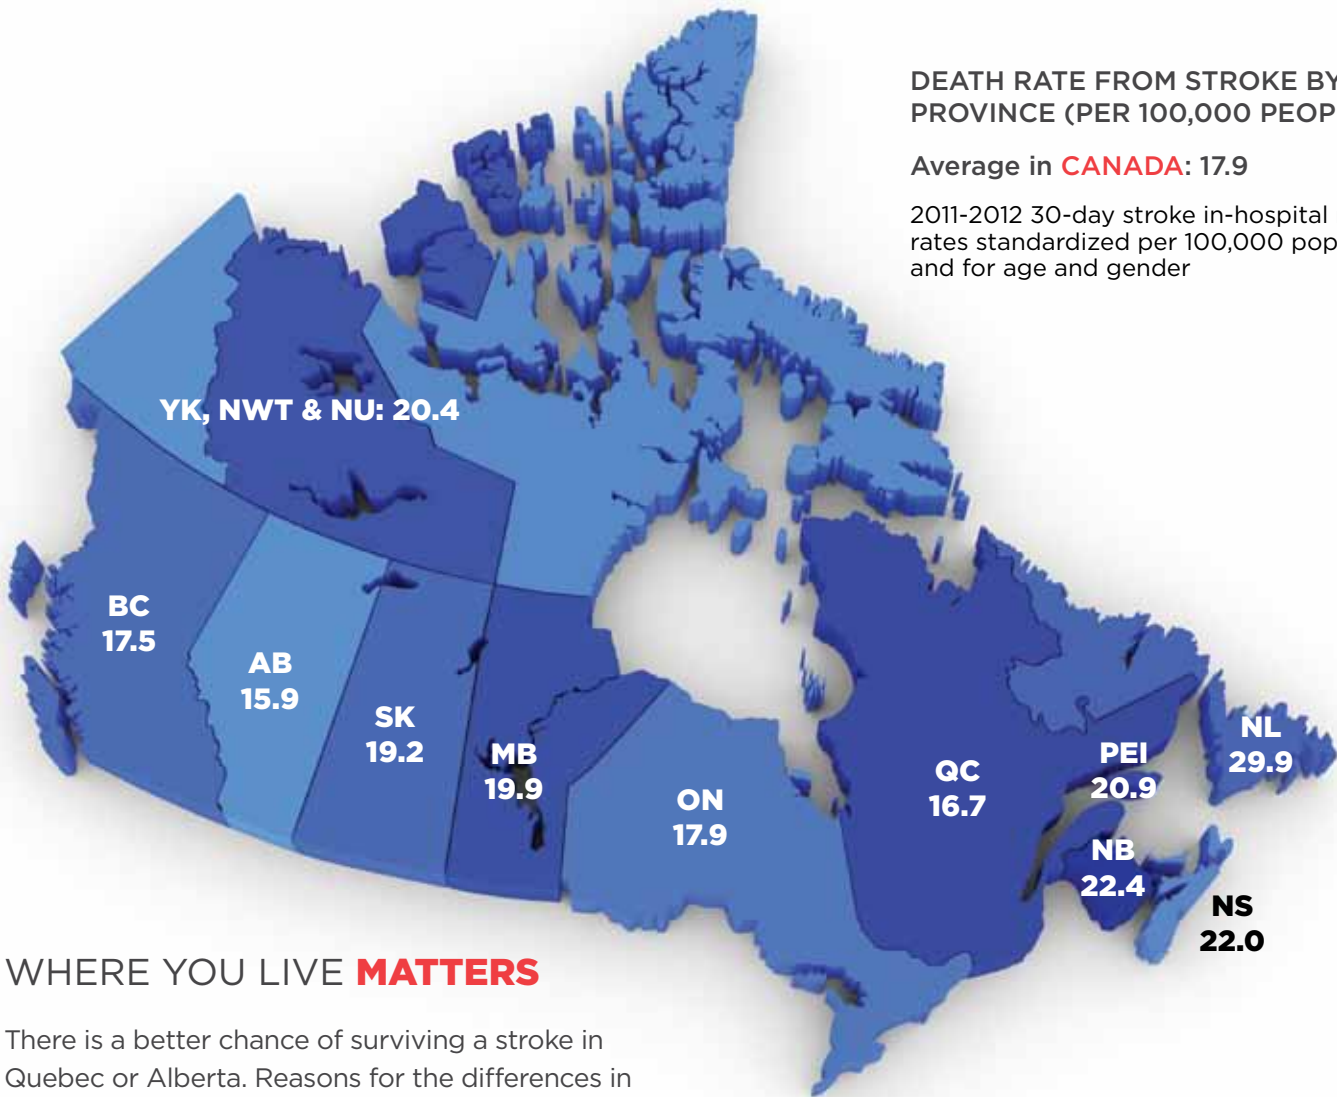 DEATH RATE FROM STROKE BY
PROVINCE (PER 100,000 PEOP
Average in CANADA: 17.9
2011-2012 30-day stroke in-hospital
rates standardized per 100,000 pop
and for age and gender
YK, NWT & NU: 20.4
BC
17.5
AB
15.9
SK
19.2
MB
19.9
ON
17.9
QC
16.7
PEI
20.9
NL
29.9
NB
22.4
NS
22.0
WHERE YOU LIVE MATTERS
There is a better chance of surviving a stroke in
Quebec or Alberta. Reasons for the differences in